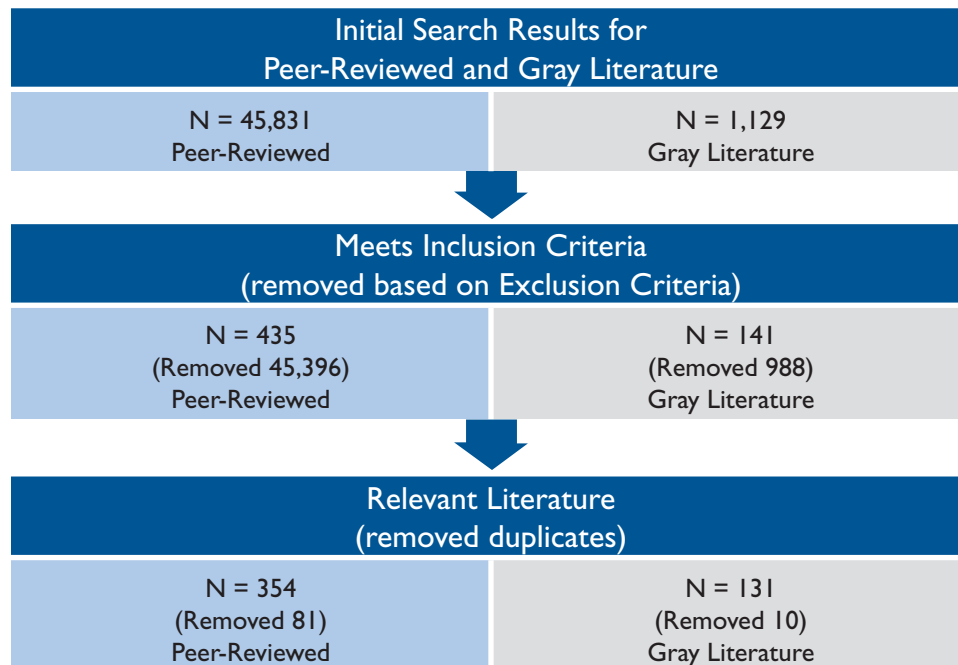 Initial Search Results for
Peer-Reviewed and Gray Literature
N = 45,831
Peer-Reviewed
N = 1,129
Gray Literature
Meets Inclusion Criteria
(removed based on Exclusion Criteria)
N = 435
(Removed 45,396)
Peer-Reviewed
N = 141
(Removed 988)
Gray Literature
Relevant Literature
(removed duplicates)
N = 354
(Removed 81)
Peer-Reviewed
N = 131
(Removed 10)
Gray Literature